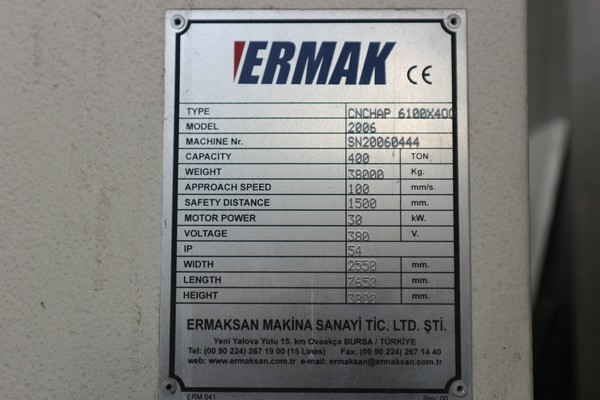 ERMAK CE
TYPE CNCHAP 6100X400
MODEL 2006
MACHINE Nr. SN20060444
CAPACITY 400 TON
WEIGHT 38000 Kg.
APPROACH SPEED 100 mm/s.
SAFETY DISTANCE 1500 mm.
MOTOR POWER 30 kW.
VOLTAGE 380 V.
IP 54
WIDTH 2550 mm.
LENGTH 7650 mm.
HEIGHT 3800 mm.
ERMAKSAN MAKİNA SANAYİ TİC. LTD. ŞTİ.
Yeni Yalova Yolu 15. km Ovaakça BURSA / TÜRKİYE
Tel: (00 90 224) 267 19 00 (15 Lines) Fax: (00 90 224) 267 14 40
web: www.ermaksan.com.tr e-mail: ermaksan@ermaksan.com.tr
ERM 041 Rev. 00